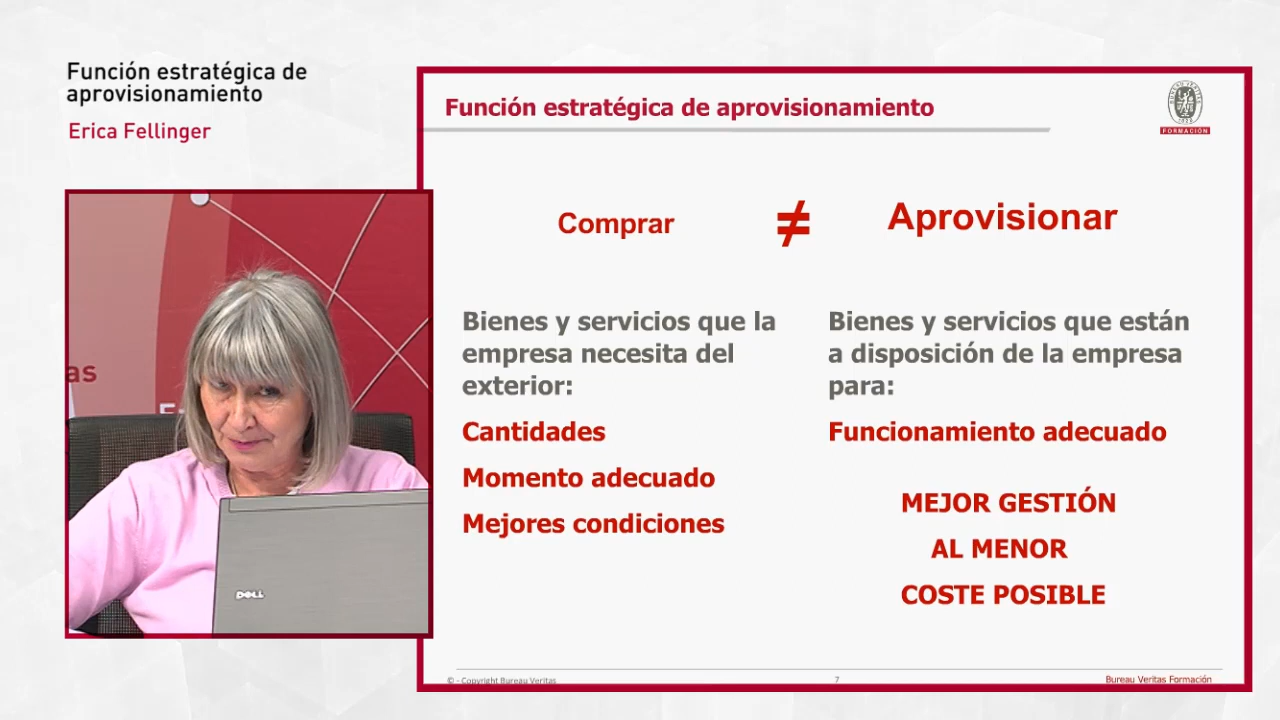 Función estratégica de
aprovisionamiento
Erica Fellinger
Función estratégica de aprovisionamiento
FORMACIÓN
Comprar
≠
Aprovisionar
Bienes y servicios que la
empresa necesita del
exterior:
Cantidades
Momento adecuado
Mejores condiciones
Bienes y servicios que están
a disposición de la empresa
para:
Funcionamiento adecuado
MEJOR GESTIÓN
AL MENOR
COSTE POSIBLE
as
DELL
© - Copyright Bureau Veritas
7
Bureau Veritas Formación